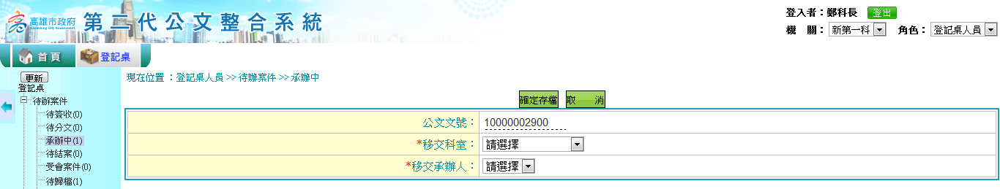 高雄市政府
Kaohsiung City Government
第二代公文整合系統
登入者：鄭科長 登出
機 關： 新第一科 角色： 登記桌人員
首頁 登記桌
更新
現在位置 ：登記桌人員 >> 待辦案件 >> 承辦中
登記桌
待辦案件
待簽收(0)
待分文(0)
承辦中(1)
待結案(0)
受會案件(0)
待歸檔(1)
確定存檔 取 消
公文文號： 10000002900
*移交科室： 請選擇
*移交承辦人： 請選擇